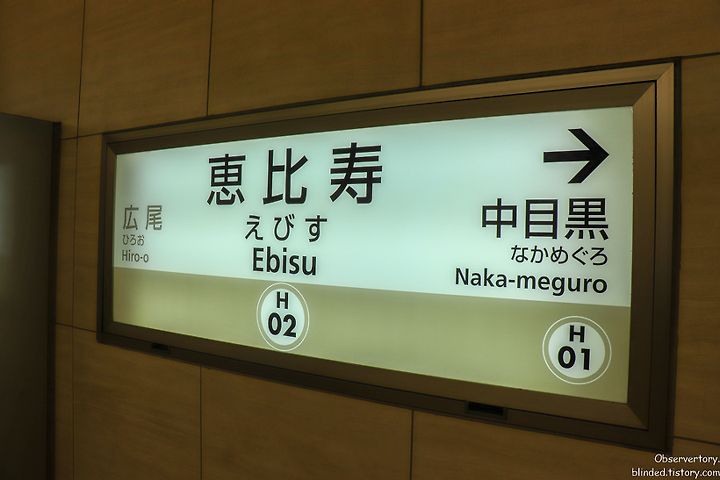 広尾
ひろお
Hiro-o
恵比寿
えびす
Ebisu
H
02
→
中目黒
なかめぐろ
Naka-meguro
H
01
Observertory.
blinded.tistory.com